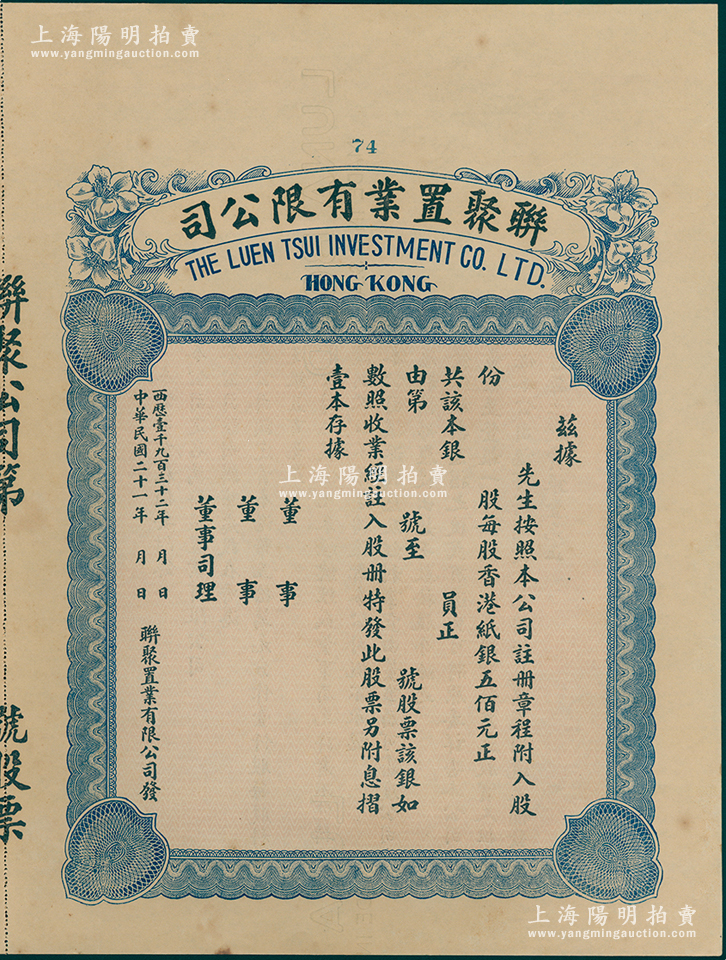 上海陽明拍賣
www.yangmingauction.com
74
聯聚置業有限公司
THE LUEN TSUI INVESTMENT CO. LTD.
HONG KONG
茲據
先生按照本公司註冊章程附入股
份 股每股香港紙銀五佰元正
共該本銀 員正
由第 號至 號股票該銀如
數照收業經註入股册特發此股票另附息摺
壹本存據
董事
董事
董事司理
西歷壹千九百三十二年 月 日
中華民國二十一年 月 日
聯聚置業有限公司發
聯聚公司第 號股票
上海陽明拍賣
www.yangmingauction.com
上海陽明拍賣
www.yangmingauction.com